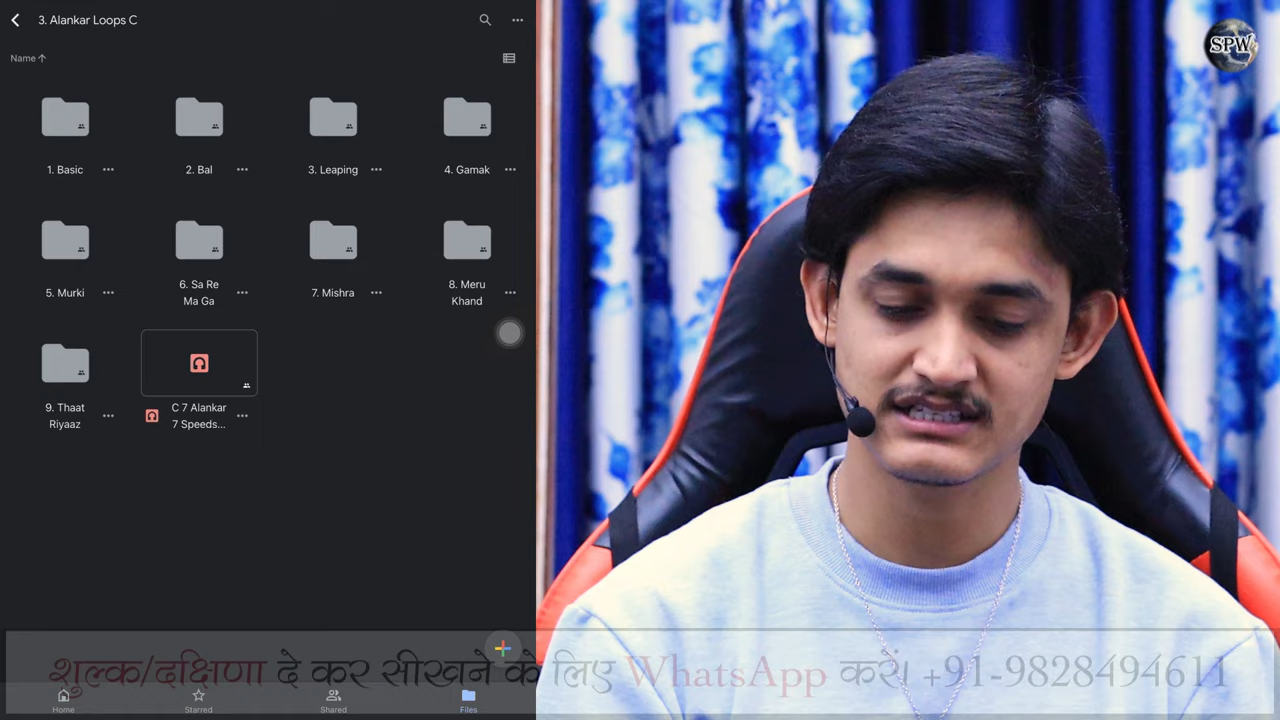 3. Alankar Loops C
Name
1. Basic
2. Bal
3. Leaping
4. Gamak
5. Murki
6. Sa Re
Ma Ga
7. Mishra
8. Meru
Khand
9. Thaat
Riyaaz
C 7 Alankar
7 Speeds...
SPW
शुल्क/दक्षिणा दे कर सीखने के लिए WhatsApp करें। +91-9828494611
Home
Starred
Shared
Files